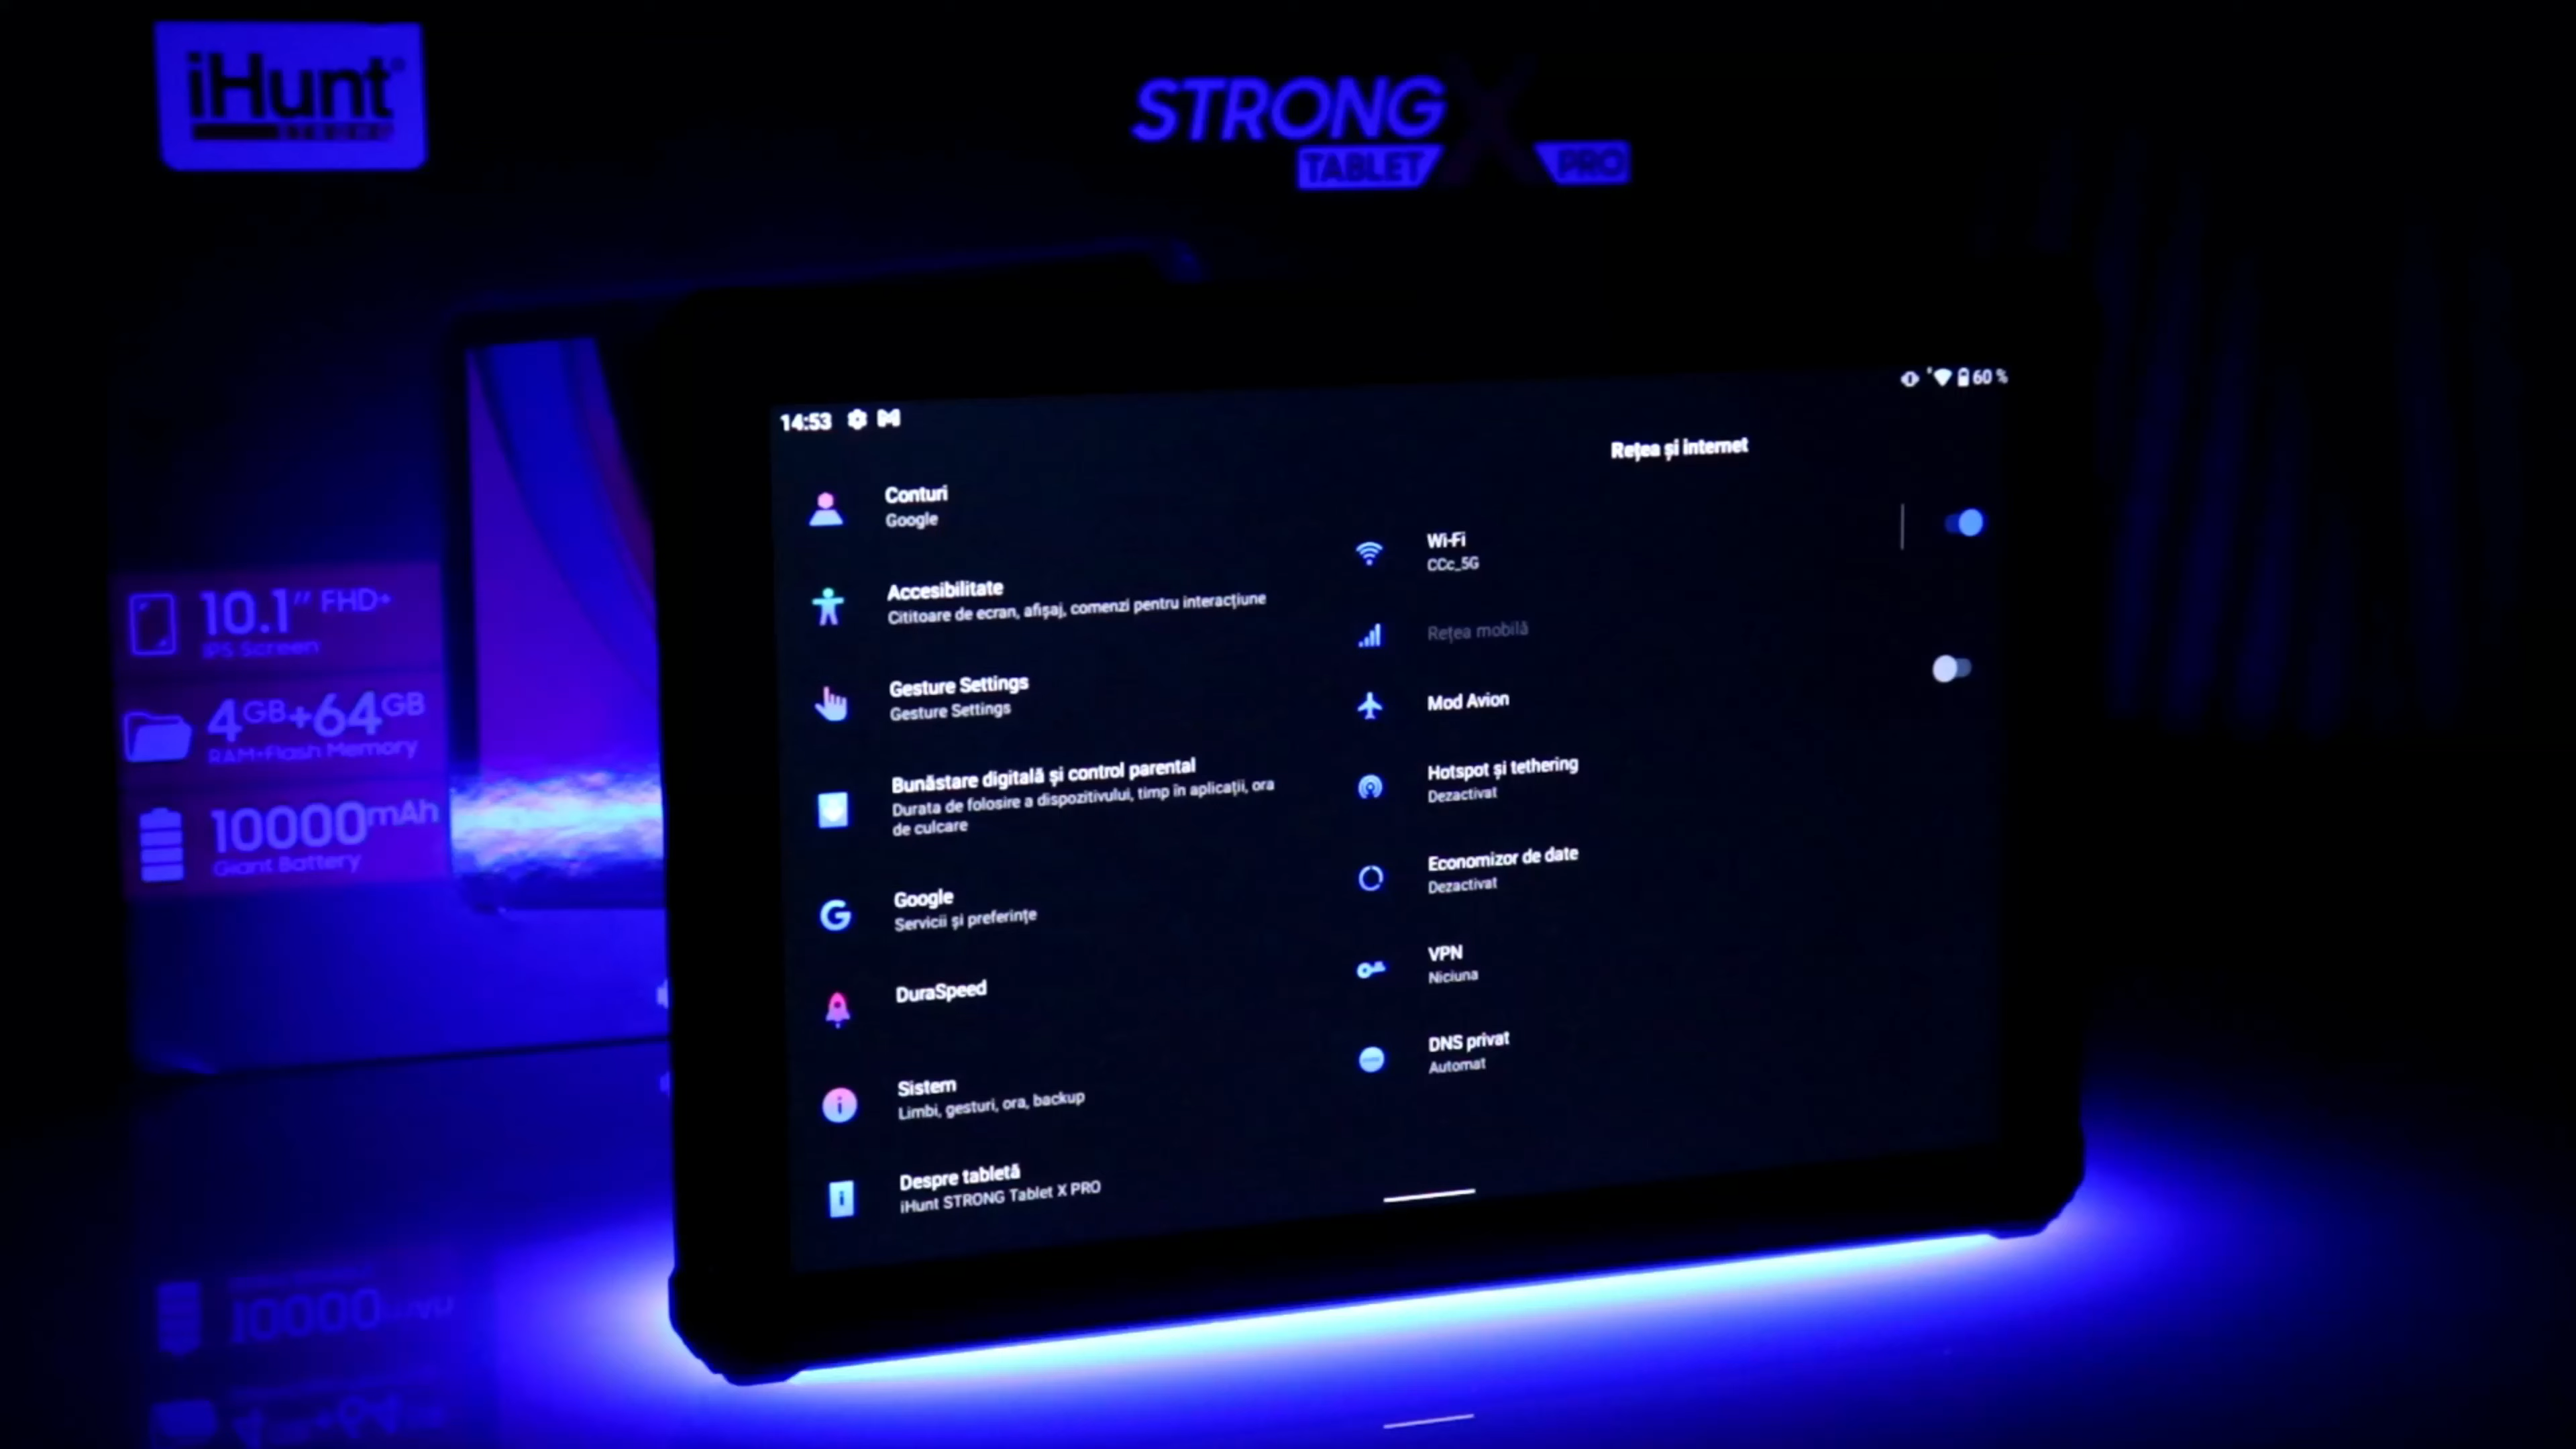 iHunt
STRONG
STRONG X
TABLET PRO
10.1" FHD+
IPS Screen
4GB+64GB
RAM+Flash Memory
10000mAh
Giant Battery
14:53
60 %
Conturi
Google
Accesibilitate
Cititoare de ecran, afișaj, comenzi pentru interacțiune
Gesture Settings
Gesture Settings
Bunăstare digitală și control parental
Durata de folosire a dispozitivului, timp în aplicații, ora
de culcare
Google
Servicii și preferințe
DuraSpeed
Sistem
Limbi, gesturi, ora, backup
Despre tabletă
iHunt STRONG Tablet X PRO
Rețea și internet
Wi-Fi
CCc_5G
Rețea mobilă
Mod Avion
Hotspot și tethering
Dezactivat
Economizor de date
Dezactivat
VPN
Niciuna
DNS privat
Automat
10000